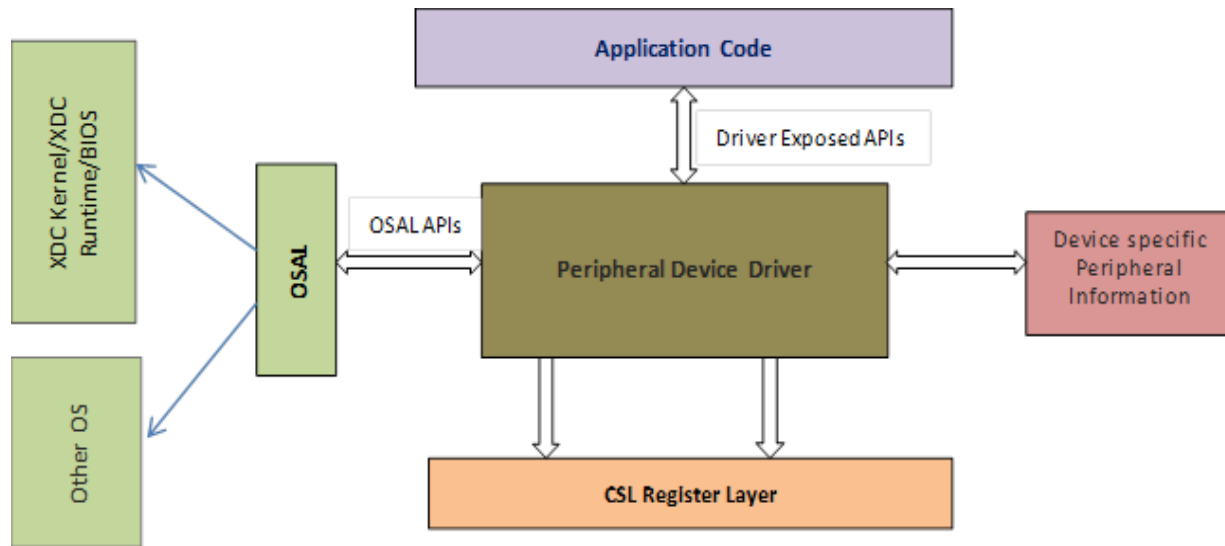 Application Code
Driver Exposed APIs
XDC Kernel/XDC
Runtime/BIOS
OSAL
OSAL APIs
Peripheral Device Driver
Device specific
Peripheral
Information
Other OS
CSL Register Layer